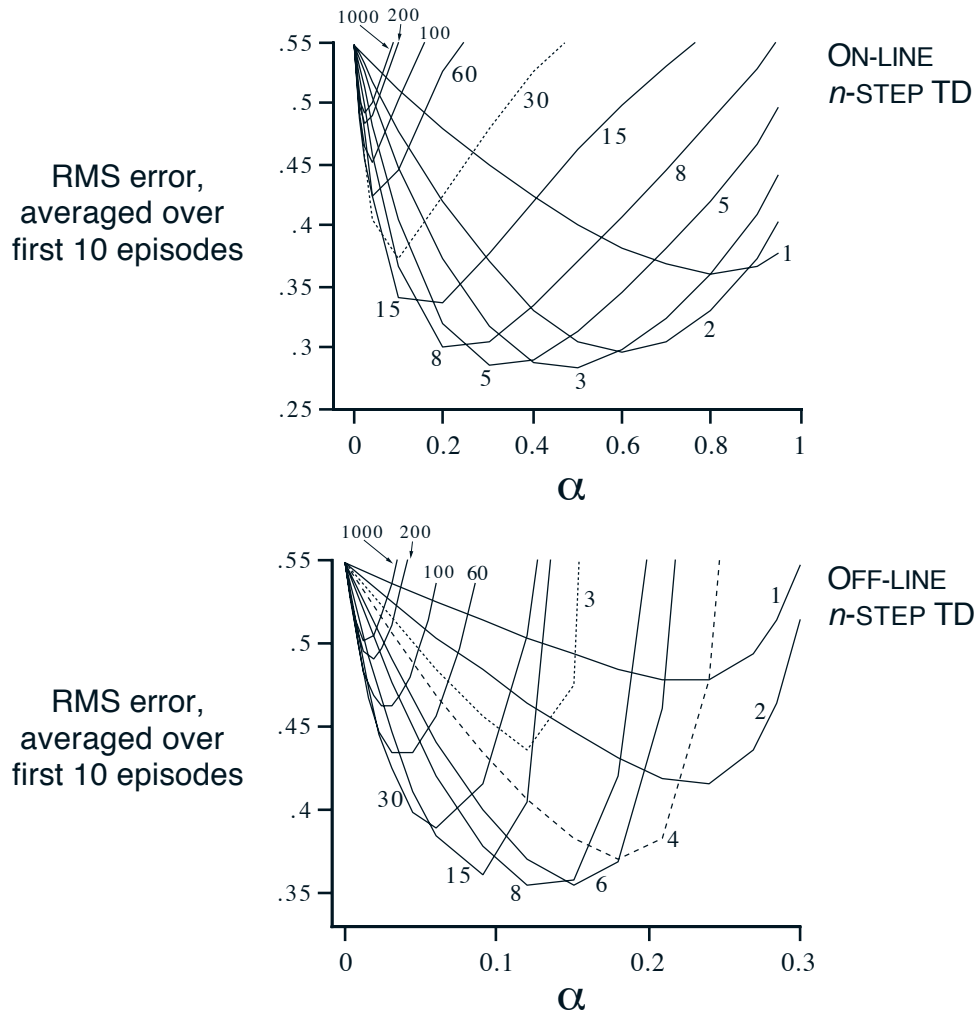 1000 200
100
60
30
15
8
5
1
2
3
5
8
15
.55
.5
.45
.4
.35
.3
.25
0 0.2 0.4 0.6 0.8 1
α
RMS error,
averaged over
first 10 episodes
ON-LINE
n-STEP TD
1000 200
100 60
3
1
2
4
6
8
15
30
.55
.5
.45
.4
.35
0 0.1 0.2 0.3
α
RMS error,
averaged over
first 10 episodes
OFF-LINE
n-STEP TD